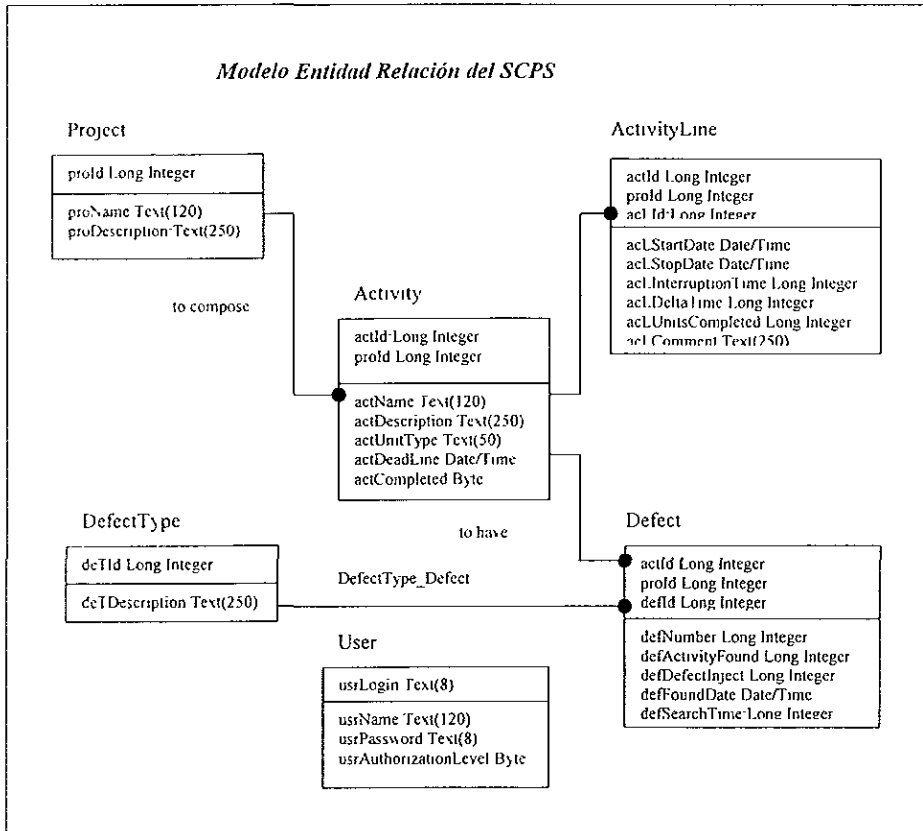 Modelo Entidad Relación del SCPS
Project
proId Long Integer
proName Text(120)
proDescription Text(250)
ActivityLine
actId Long Integer
proId Long Integer
acLId Long Integer
acLStartDate Date/Time
acLStopDate Date/Time
acLInterruptionTime Long Integer
acLDeltaTime Long Integer
acLUnitsCompleted Long Integer
acLComment Text(250)
to compose
Activity
actId Long Integer
proId Long Integer
actName Text(120)
actDescription Text(250)
actUnitType Text(50)
actDeadLine Date/Time
actCompleted Byte
to have
DefectType
deTId Long Integer
deTDescription Text(250)
DefectType_Defect
Defect
actId Long Integer
proId Long Integer
defId Long Integer
defNumber Long Integer
defActivityFound Long Integer
defDefectInject Long Integer
defFoundDate Date/Time
defSearchTime Long Integer
User
usrLogin Text(8)
usrName Text(120)
usrPassword Text(8)
usrAuthorizationLevel Byte